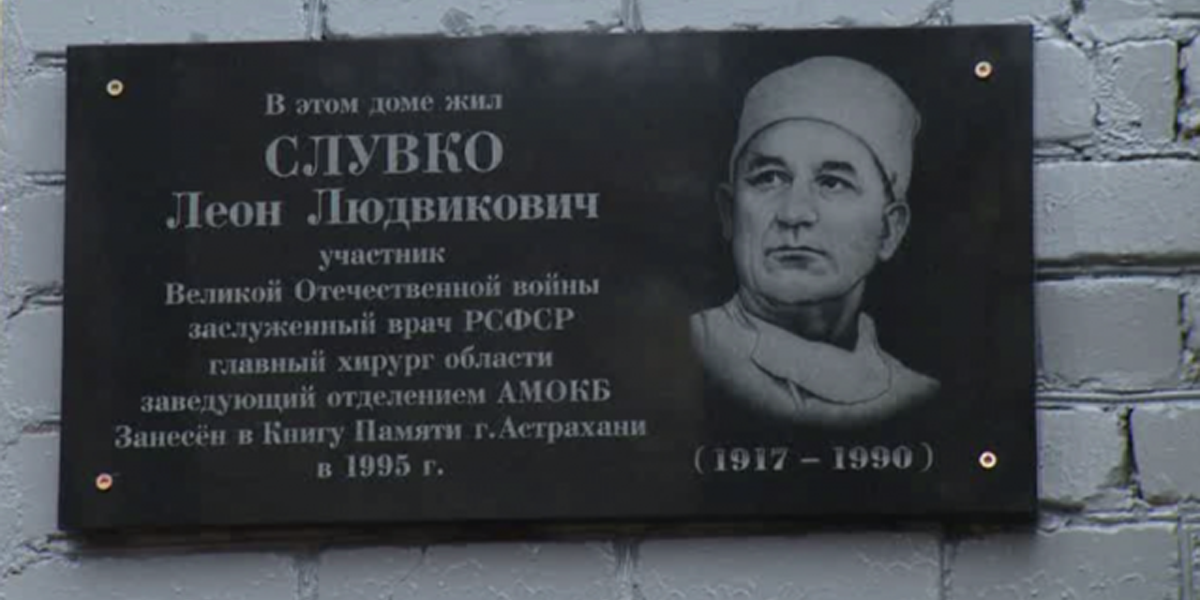 В этом доме жил
СЛУВКО
Леон Людвикович
участник
Великой Отечественной войны
заслуженный врач РСФСР
главный хирург области
заведующий отделением АМОКБ
Занесён в Книгу Памяти г.Астрахани
в 1995 г.
(1917 – 1990)